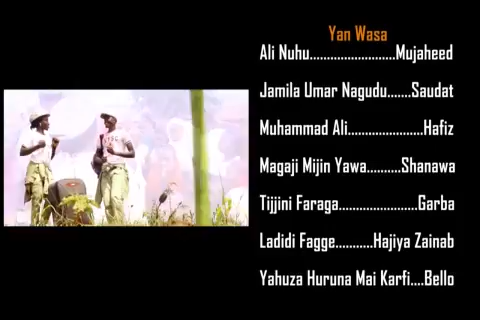 Yan Wasa
Ali Nuhu.........................Mujaheed
Jamila Umar Nagudu.......Saudat
Muhammad Ali......................Hafiz
Magaji Mijin Yawa..........Shanawa
Tijjini Faraga.......................Garba
Ladidi Fagge...........Hajiya Zainab
Yahuza Huruna Mai Karfi....Bello